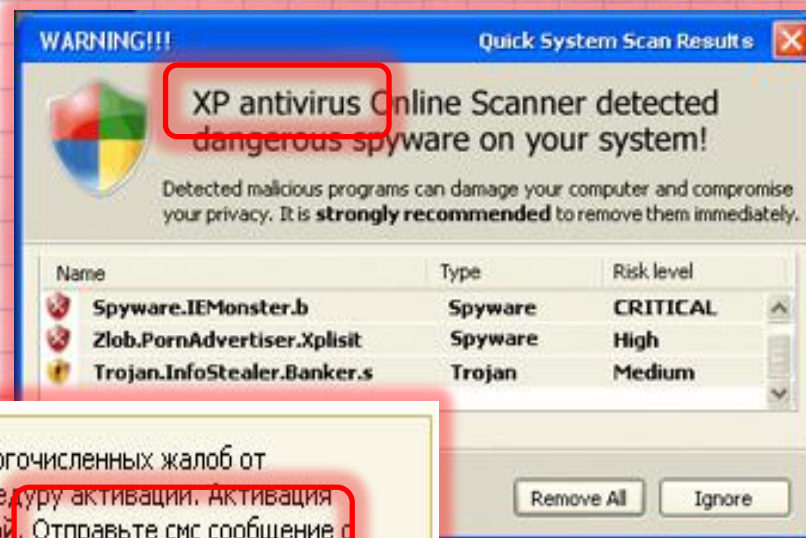 WARNING!!! Quick System Scan Results
XP antivirus Online Scanner detected
dangerous spyware on your system!
Detected malicious programs can damage your computer and compromise
your privacy. It is strongly recommended to remove them immediately.
Name Type Risk level
Spyware.IEMonster.b Spyware CRITICAL
Zlob.PornAdvertiser.Xplisit Spyware High
Trojan.InfoStealer.Banker.s Trojan Medium
Remove All Ignore
жалоб от
активации. Активация
Отправьте смс сообщение с